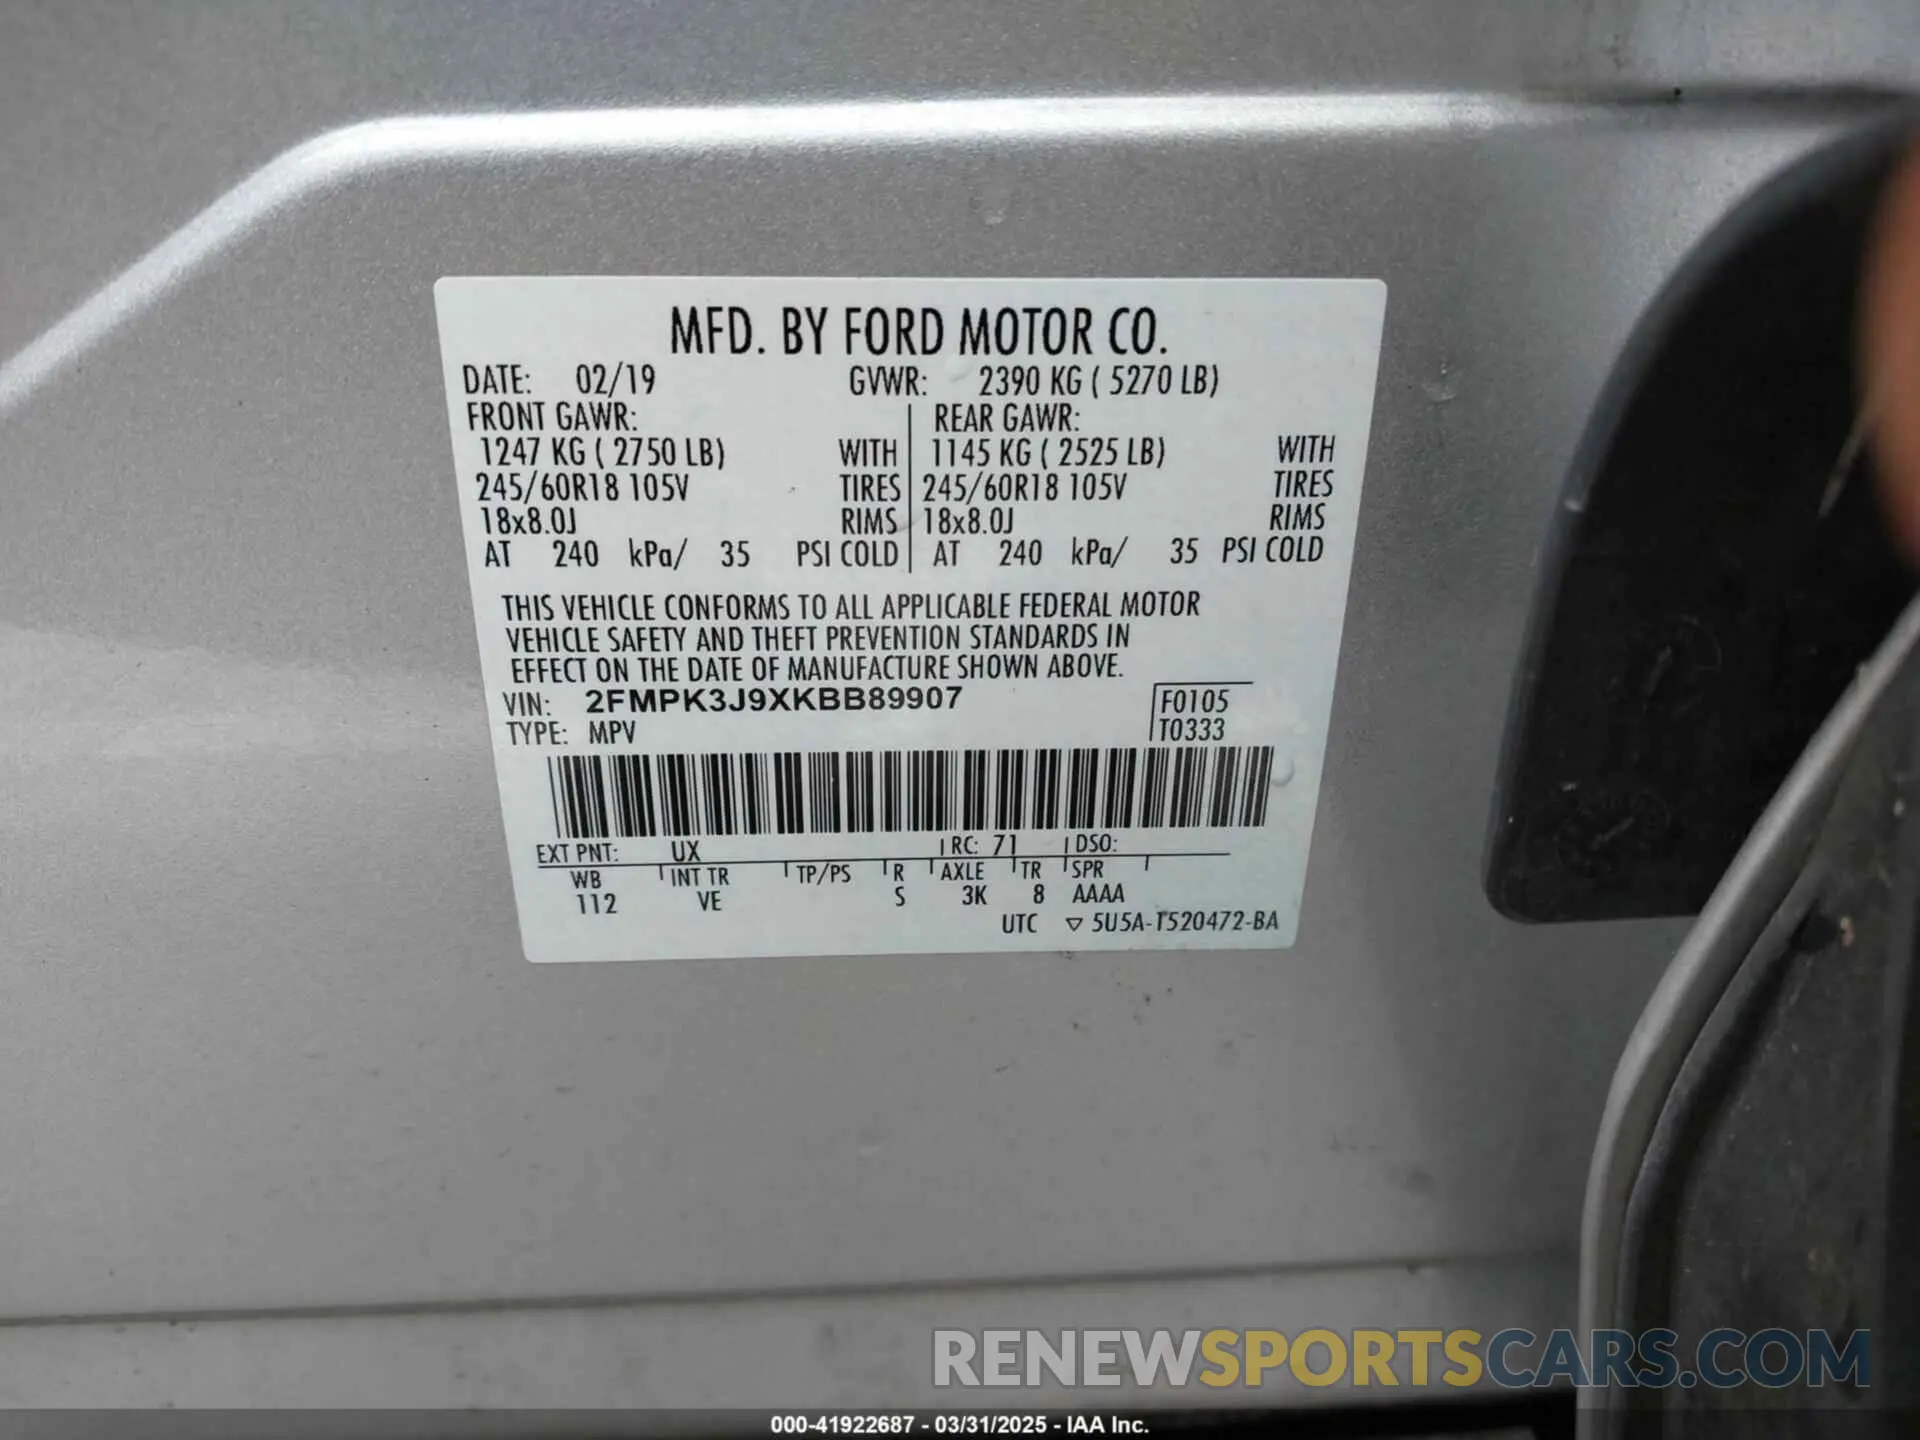 MFD. BY FORD MOTOR CO.
DATE: 02/19 GVWR: 2390 KG ( 5270 LB)
FRONT GAWR: REAR GAWR:
1247 KG ( 2750 LB) WITH 1145 KG ( 2525 LB) WITH
245/60R18 105V TIRES 245/60R18 105V TIRES
18x8.0J RIMS 18x8.0J RIMS
AT 240 kPa/ 35 PSI COLD AT 240 kPa/ 35 PSI COLD
THIS VEHICLE CONFORMS TO ALL APPLICABLE FEDERAL MOTOR
VEHICLE SAFETY AND THEFT PREVENTION STANDARDS IN
EFFECT ON THE DATE OF MANUFACTURE SHOWN ABOVE.
VIN: 2FMPK3J9XKBB89907 F0105
TYPE: MPV T0333
EXT PNT: UX RC: 71 DSO:
WB INT TR TP/PS R AXLE TR SPR
112 VE S 3K 8 AAAA
UTC ▽ 5U5A-1520472-BA
RENEWSPORTSCARS.COM
000-41922687 - 03/31/2025 - IAA Inc.